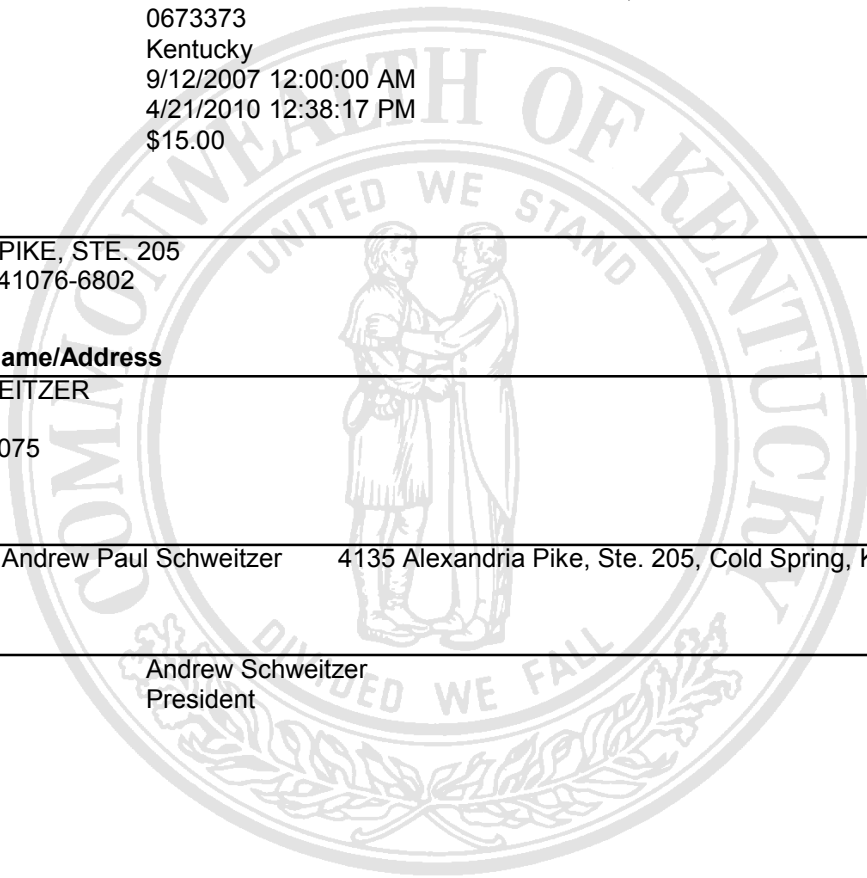 0673373
Kentucky
9/12/2007 12:00:00 AM
4/21/2010 12:38:17 PM
$15.00
PIKE, STE. 205
41076-6802
ame/Address
EITZER
075
Andrew Paul Schweitzer 4135 Alexandria Pike, Ste. 205, Cold Spring, K
Andrew Schweitzer
President
COMMONWEALTH OF KENTUCKY
UNITED WE STAND
DIVIDED WE FALL